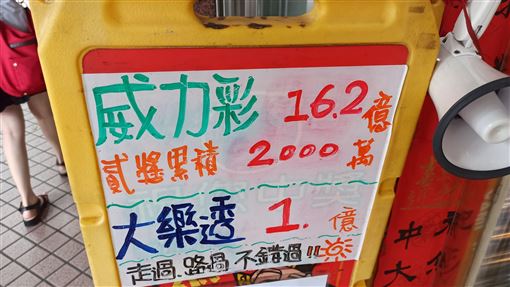 威力彩 16.2億
貳獎累積 2000萬
大樂透 1.億
走過.路過 不錯過!!